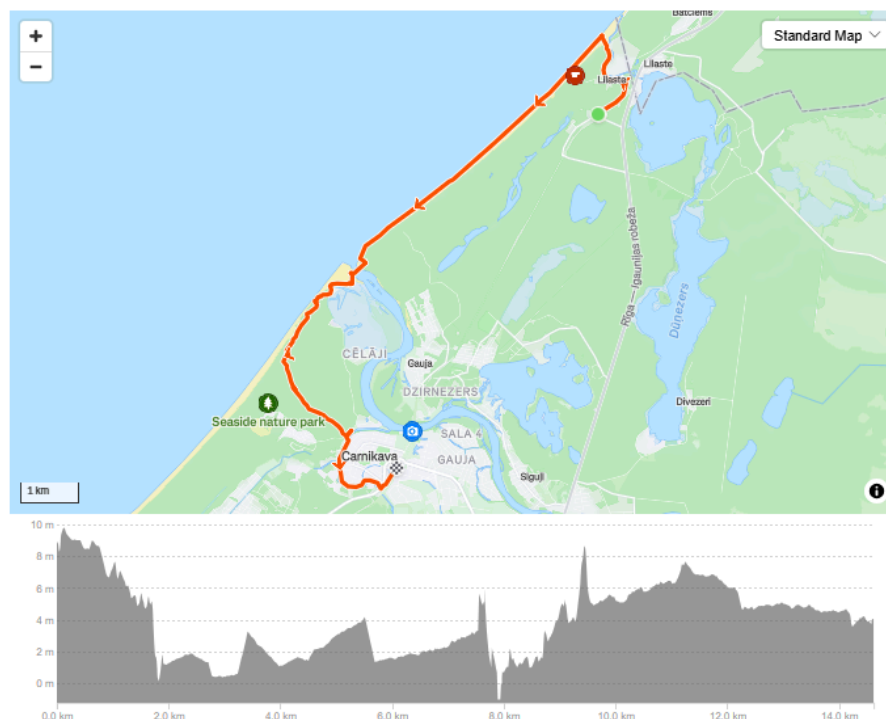 +
−
Batciems
Standard Map
Lilaste
Lilaste
Rīga — Igaunijas robeža
Dūņezers
CĒLĀJI
Gauja
DZIRNEZERS
Divezeri
Seaside nature park
SALA 4
Carnikava
GAUJA
Siguļi
1 km
10 m
8 m
6 m
4 m
2 m
0 m
0.0 km 2.0 km 4.0 km 6.0 km 8.0 km 10.0 km 12.0 km 14.0 km